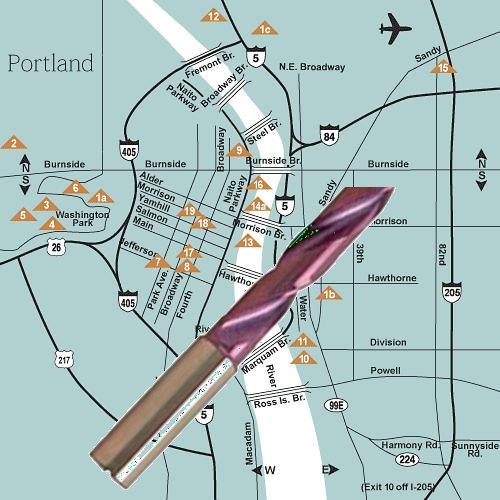 12
1c
5
Fremont Br.
Portland
Sandy
15
N.E. Broadway
Naito
Parkway
Broadway Br.
Steel Br.
84
405
2
N
S
Burnside
Burnside
Broadway
9
Burnside Br.
Burnside
N
S
6
1a
3
5
4
Washington
Park
Alder
Morrison
Yamhill
Salmon
Main
19
18
Naito
Parkway
16
14a
5
Sandy
Morrison Br.
13
orrison
26
Jefferson
7
17
8
39th
82nd
405
Park Ave.
Broadway
Fourth
Hawtho
Hawthorne
1b
Water
205
217
Riv
Marquam Br.
11
10
Division
River
Powell
Ross Is. Br.
5
99E
Macadam
Harmony Rd.
Sunnyside
Rd.
224
W
E
(Exit 10 off I-205)